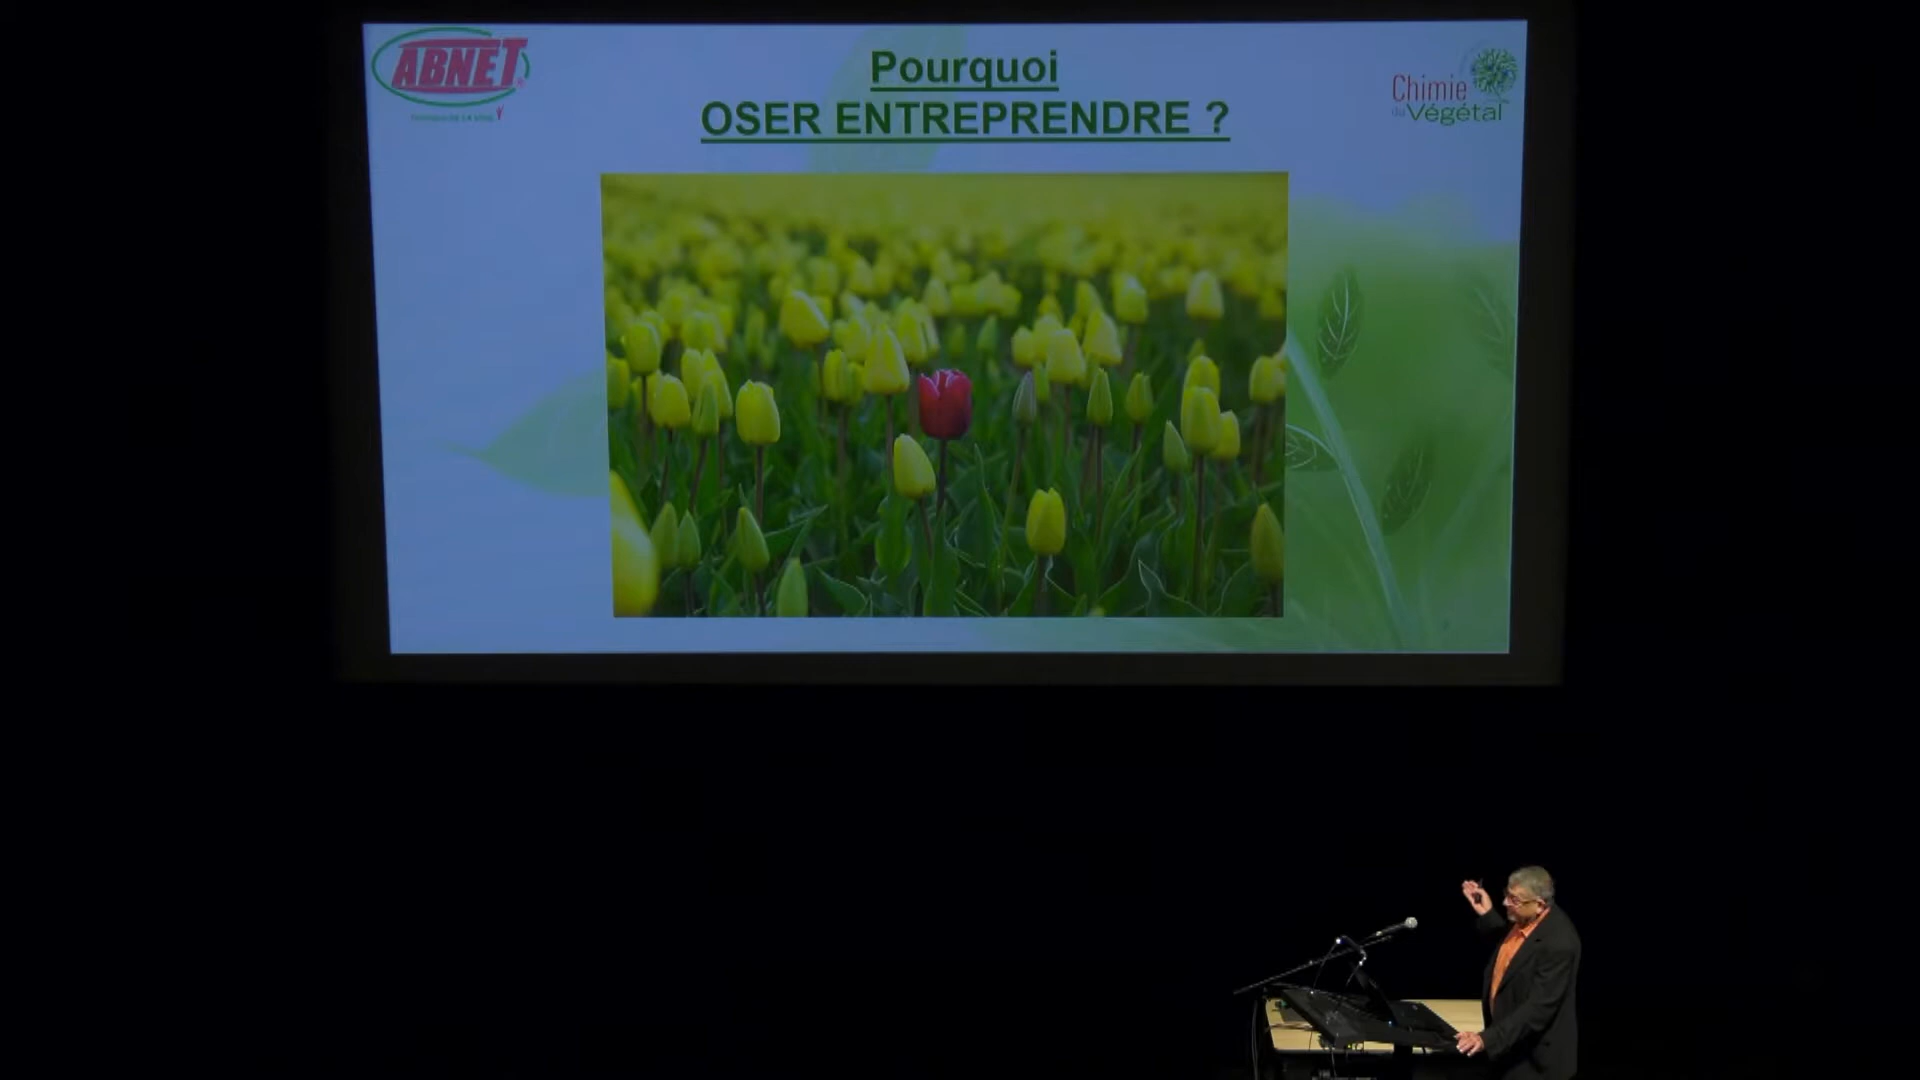 ABNET
Pourquoi
OSER ENTREPRENDRE ?
Chimie
du Végétal